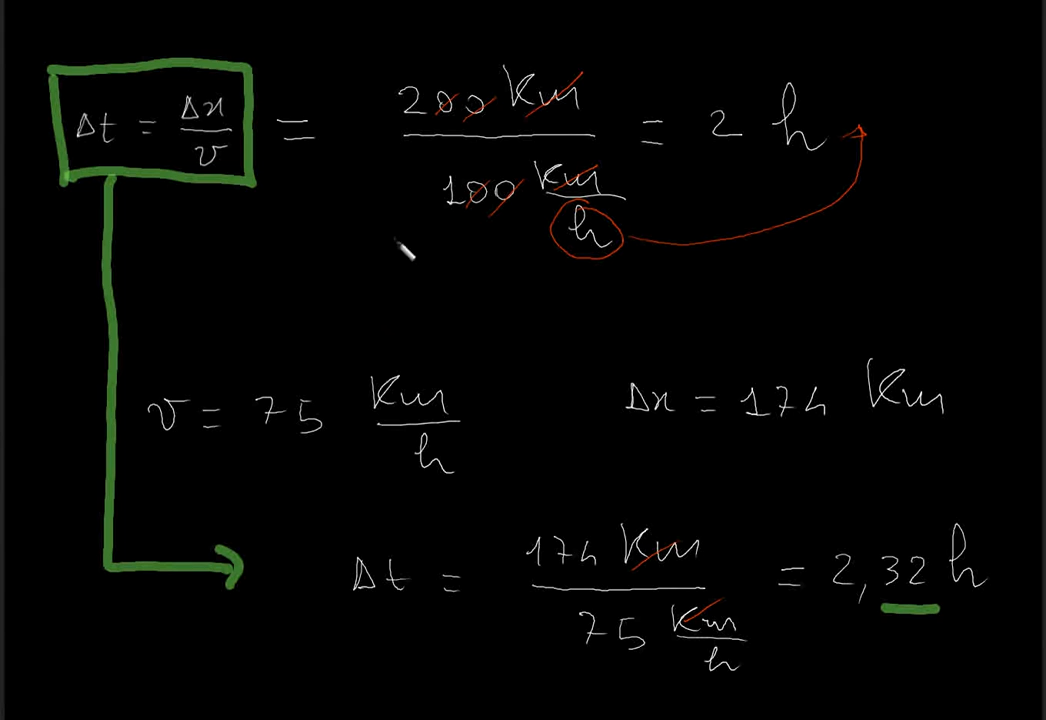 Δt = Δx/v = 200 Km / 100 Km/h = 2 h
v = 75 Km/h
Δx = 174 Km
Δt = 174 Km / 75 Km/h = 2,32 h